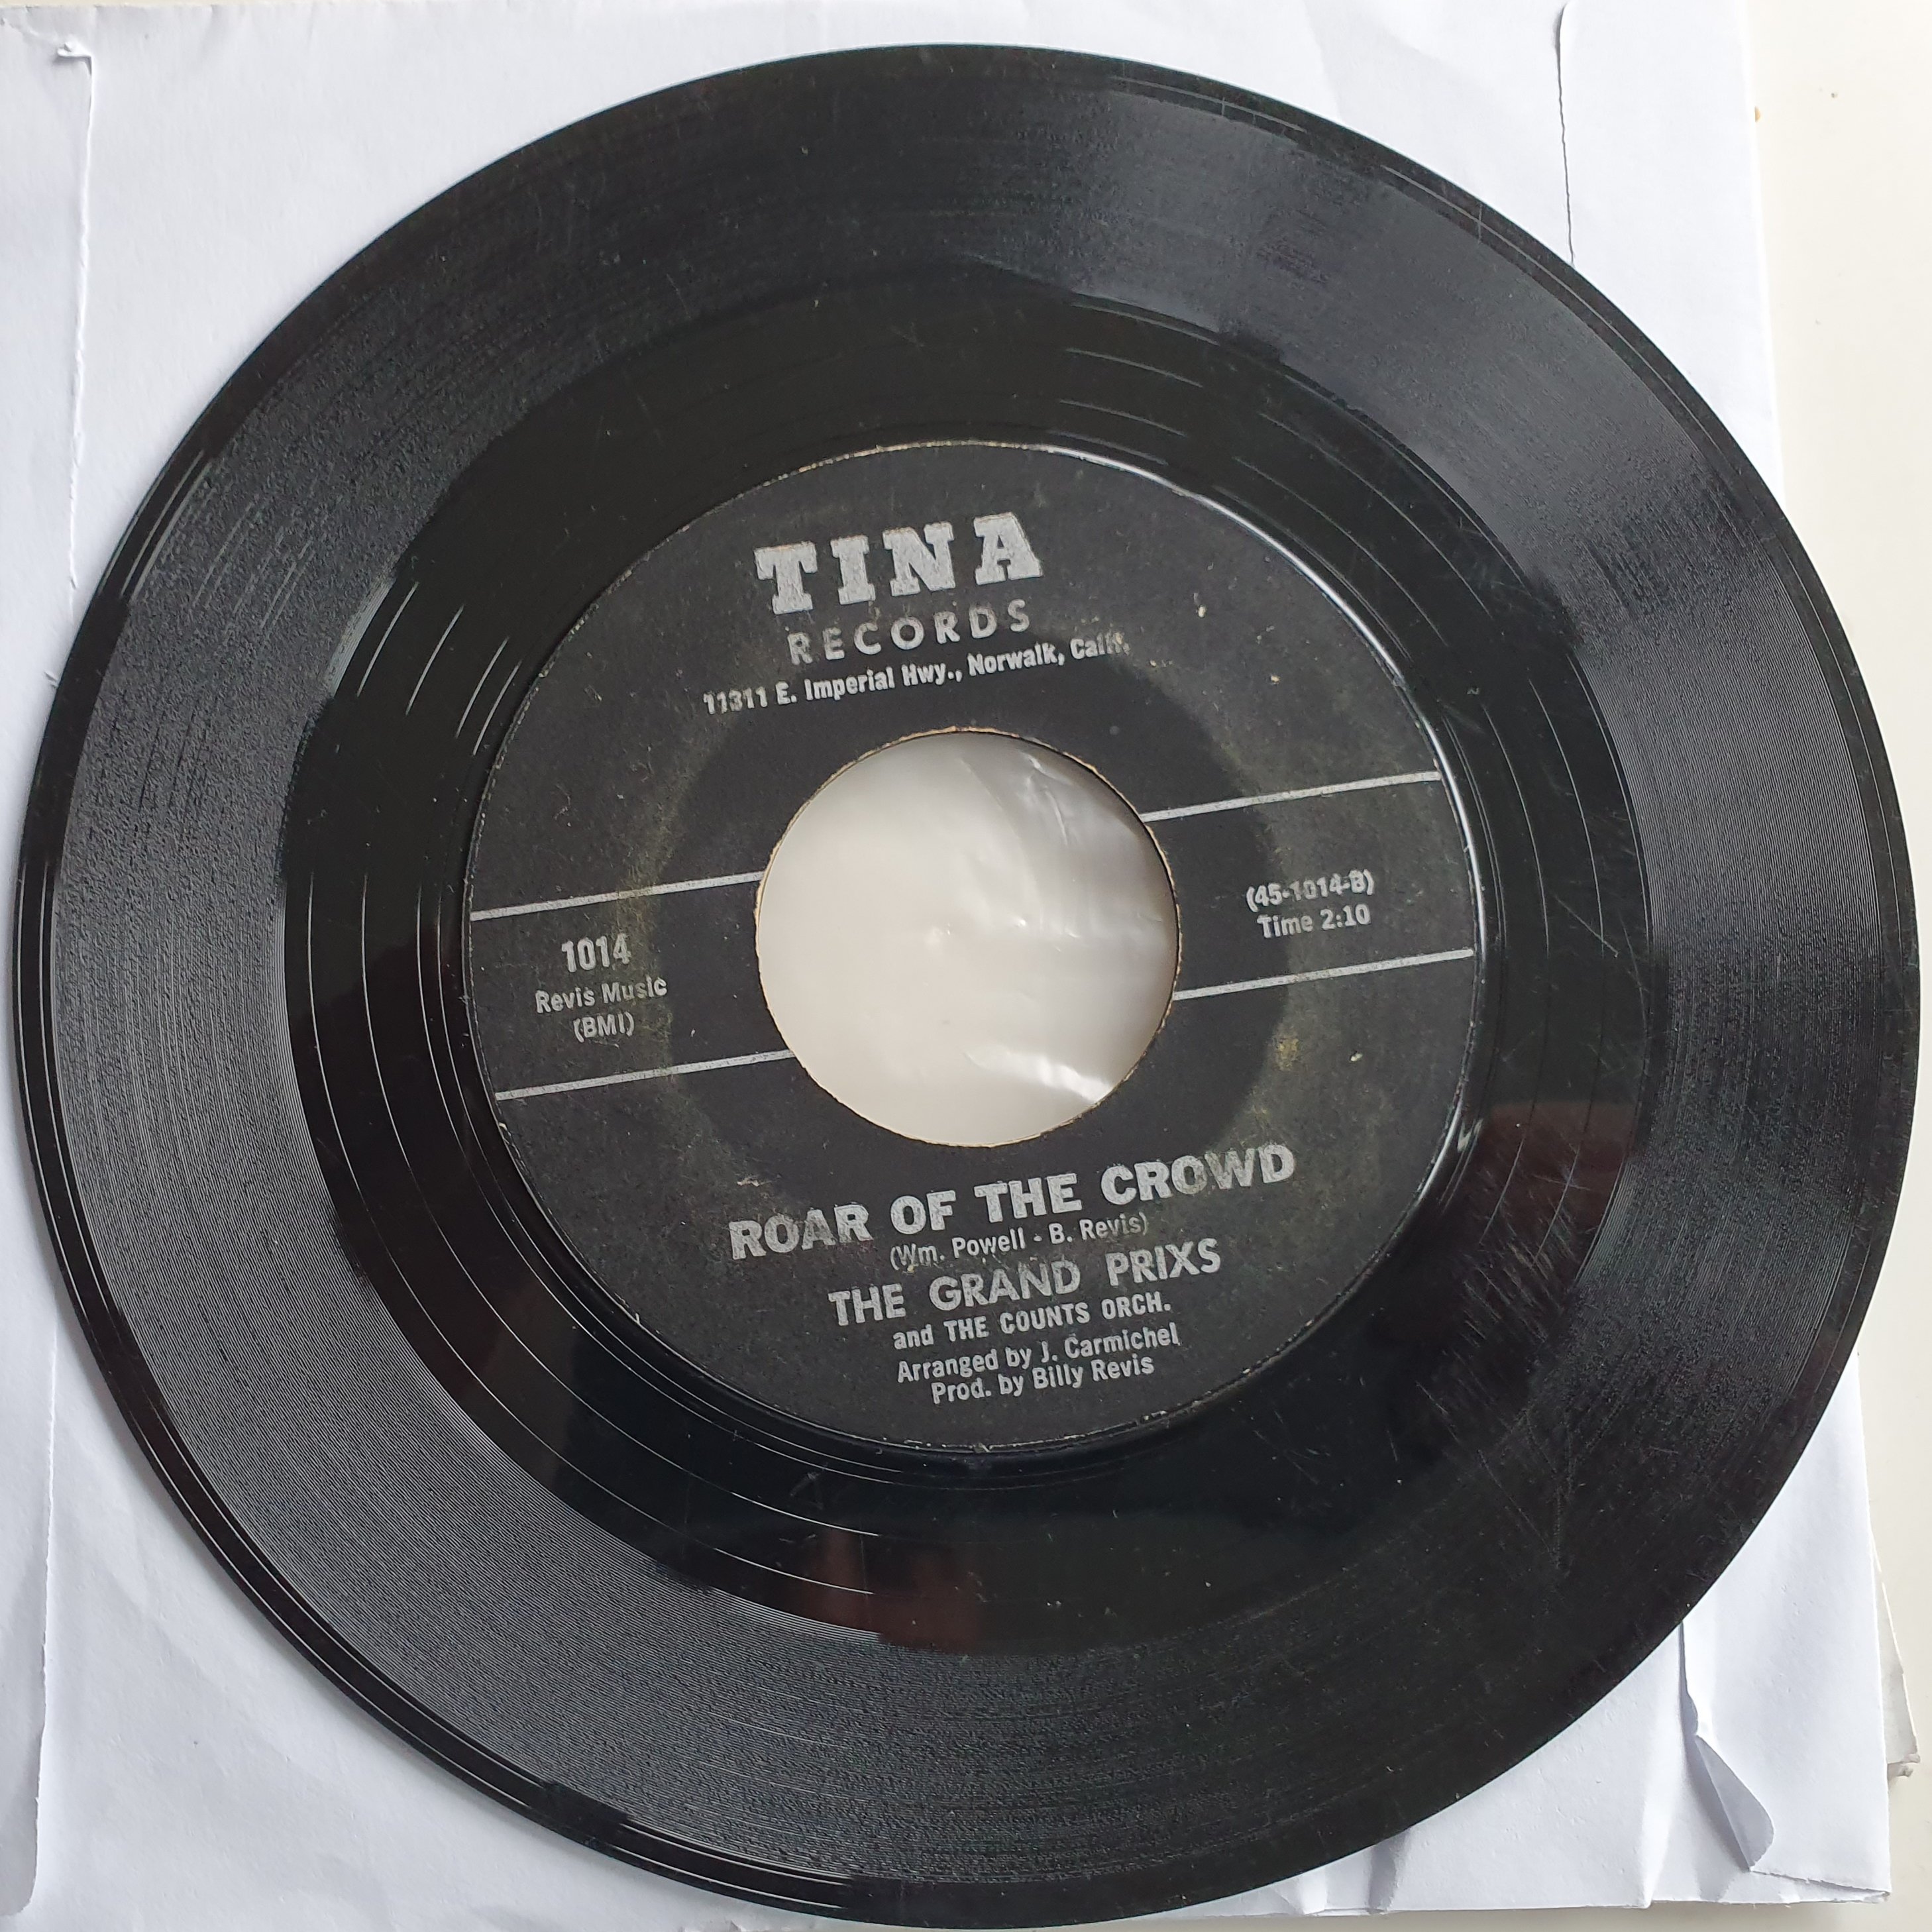 TINA
RECORDS
11311 E. Imperial Hwy., Norwalk, Calif.
1014
Revis Music
(BMI)
(45-1014-B)
Time 2:10
ROAR OF THE CROWD
(Wm. Powell - B. Revis)
THE GRAND PRIXS
and THE COUNTS ORCH.
Arranged by J. Carmichel
Prod. by Billy Revis